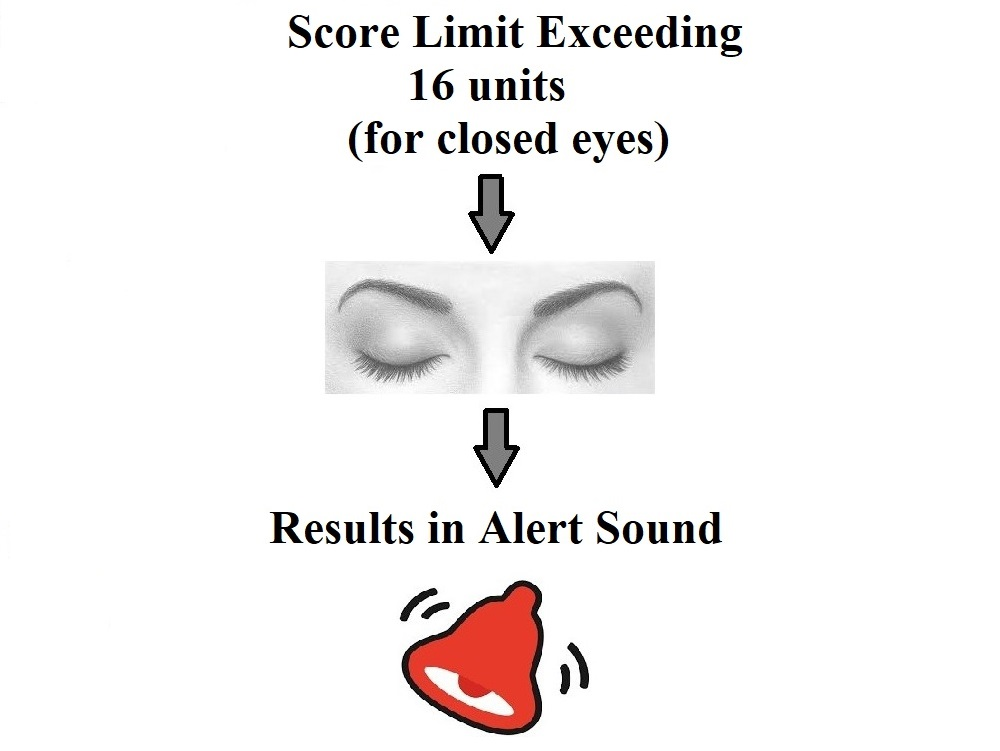 Score Limit Exceeding
16 units
(for closed eyes)
Results in Alert Sound